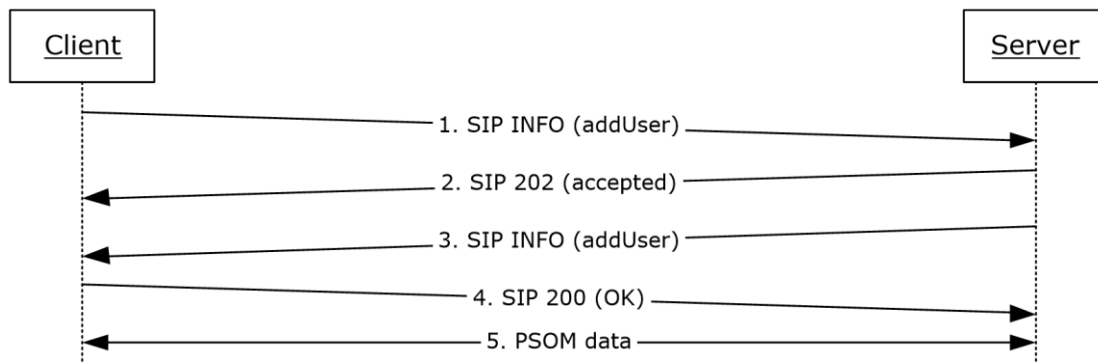 Client
Server
1. SIP INFO (addUser)
2. SIP 202 (accepted)
3. SIP INFO (addUser)
4. SIP 200 (OK)
5. PSOM data